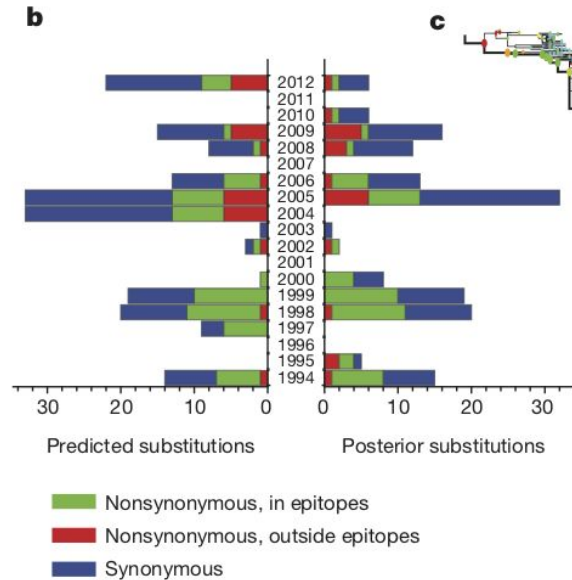 b
c
2012
2011
2010
2009
2008
2007
2006
2005
2004
2003
2002
2001
2000
1999
1998
1997
1996
1995
1994
30 20 10 0 0 10 20 30
Predicted substitutions Posterior substitutions
Nonsynonymous, in epitopes
Nonsynonymous, outside epitopes
Synonymous